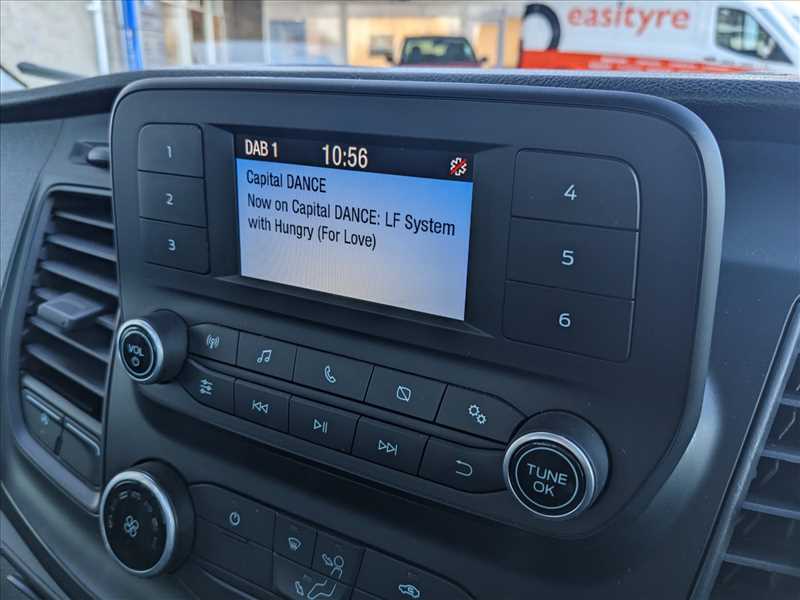 easityre
DAB 1 10:56
Capital DANCE
Now on Capital DANCE: LF System
with Hungry (For Love)
1
2
3
4
5
6
VOL
TUNE
OK